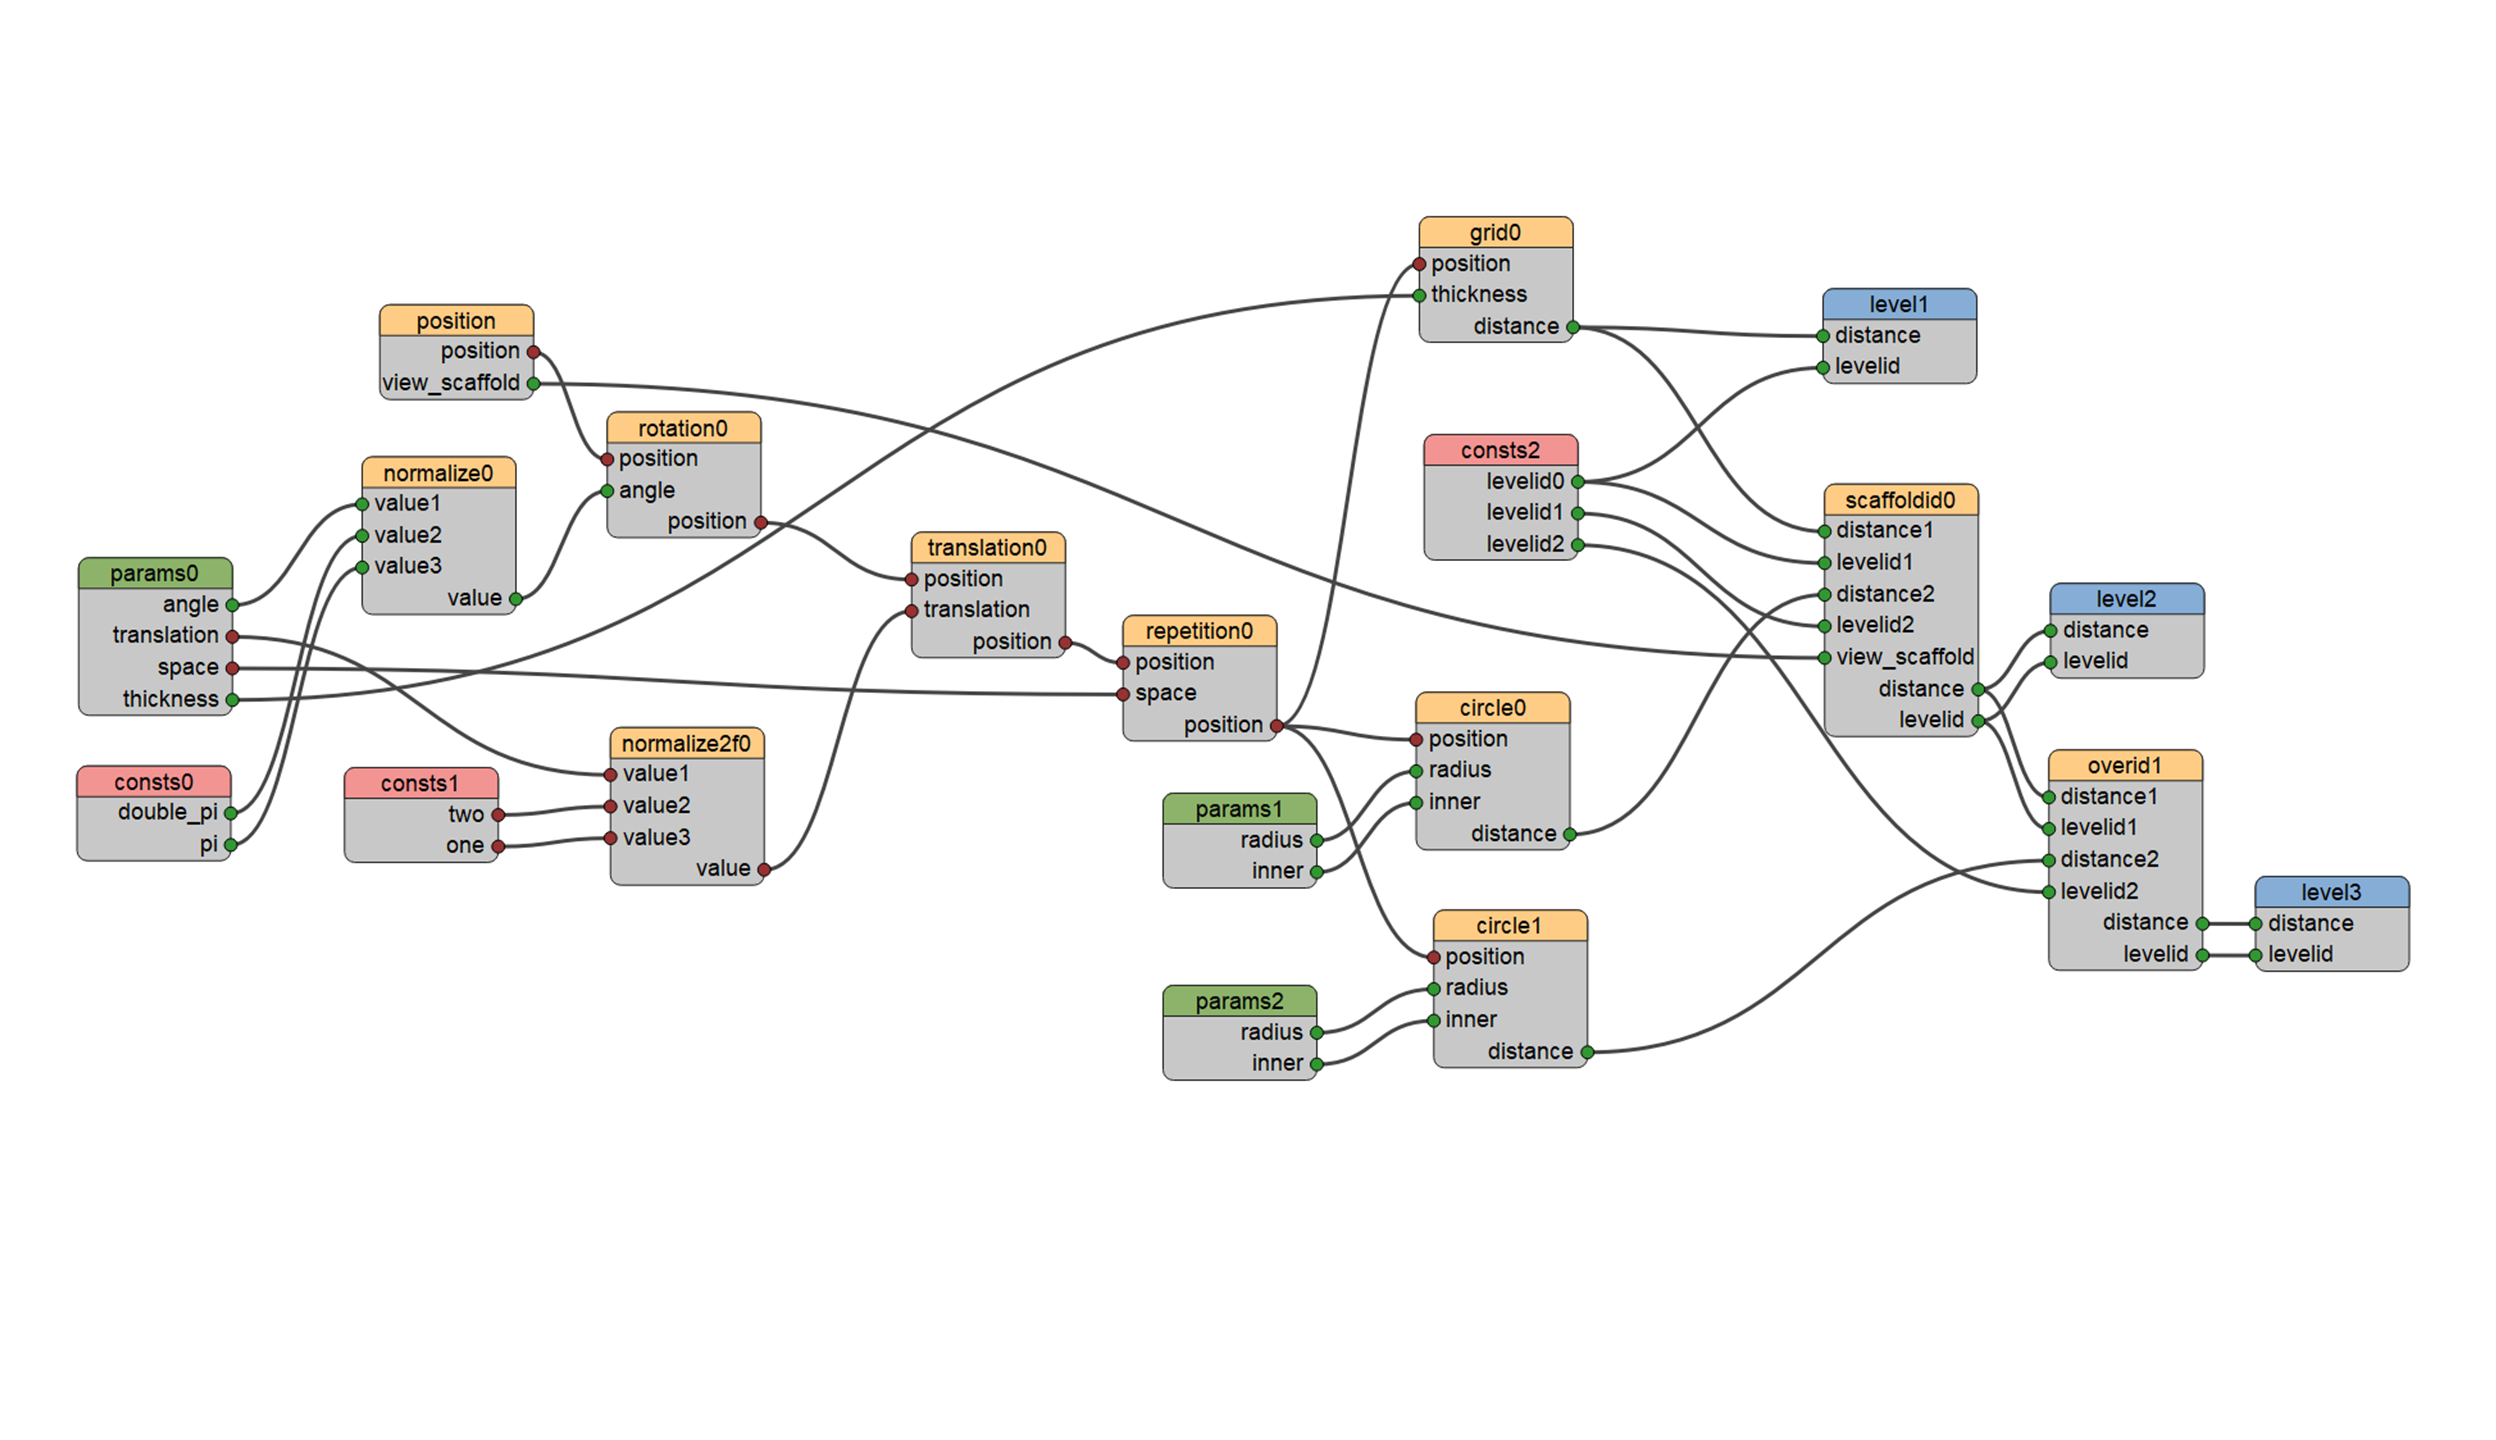 position
position
view_scaffold
normalize0
value1
value2
value3
value
params0
angle
translation
space
thickness
consts0
double_pi
pi
consts1
two
one
rotation0
position
angle
position
normalize2f0
value1
value2
value3
value
translation0
position
translation
position
repetition0
position
space
position
params1
radius
inner
params2
radius
inner
grid0
position
thickness
distance
consts2
levelid0
levelid1
levelid2
circle0
position
radius
inner
distance
circle1
position
radius
inner
distance
level1
distance
levelid
scaffoldid0
distance1
levelid1
distance2
levelid2
view_scaffold
distance
levelid
level2
distance
levelid
overid1
distance1
levelid1
distance2
levelid2
distance
levelid
level3
distance
levelid